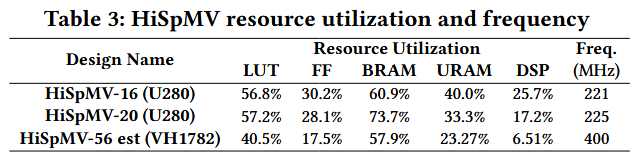 Table 3: HiSpMV resource utilization and frequency
Design Name Resource Utilization Freq.
LUT FF BRAM URAM DSP (MHz)
HiSpMV-16 (U280) 56.8% 30.2% 60.9% 40.0% 25.7% 221
HiSpMV-20 (U280) 57.2% 28.1% 73.7% 33.3% 17.2% 225
HiSpMV-56 est (VH1782) 40.5% 17.5% 57.9% 23.27% 6.51% 400